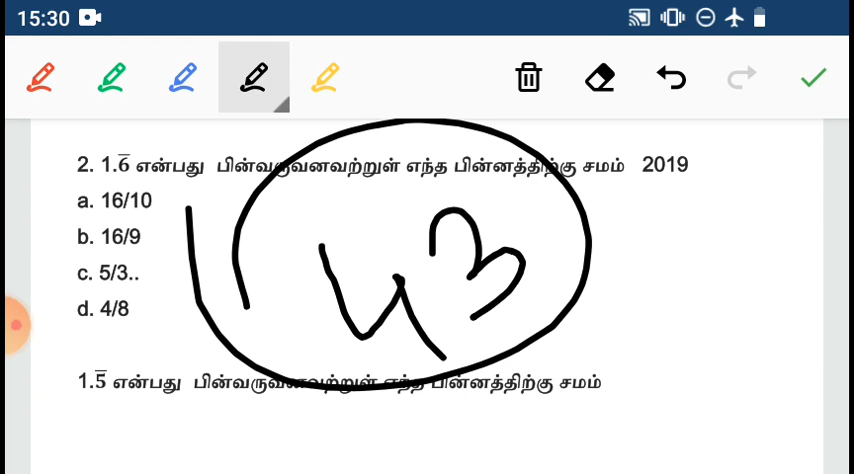 15:30
2. 1.6̅ என்பது பின்வருவனவற்றுள் எந்த பின்னத்திற்கு சமம் 2019
a. 16/10
b. 16/9
c. 5/3..
d. 4/8
43
1.5̅ என்பது பின்வருவனவற்றுள் எந்த பின்னத்திற்கு சமம்